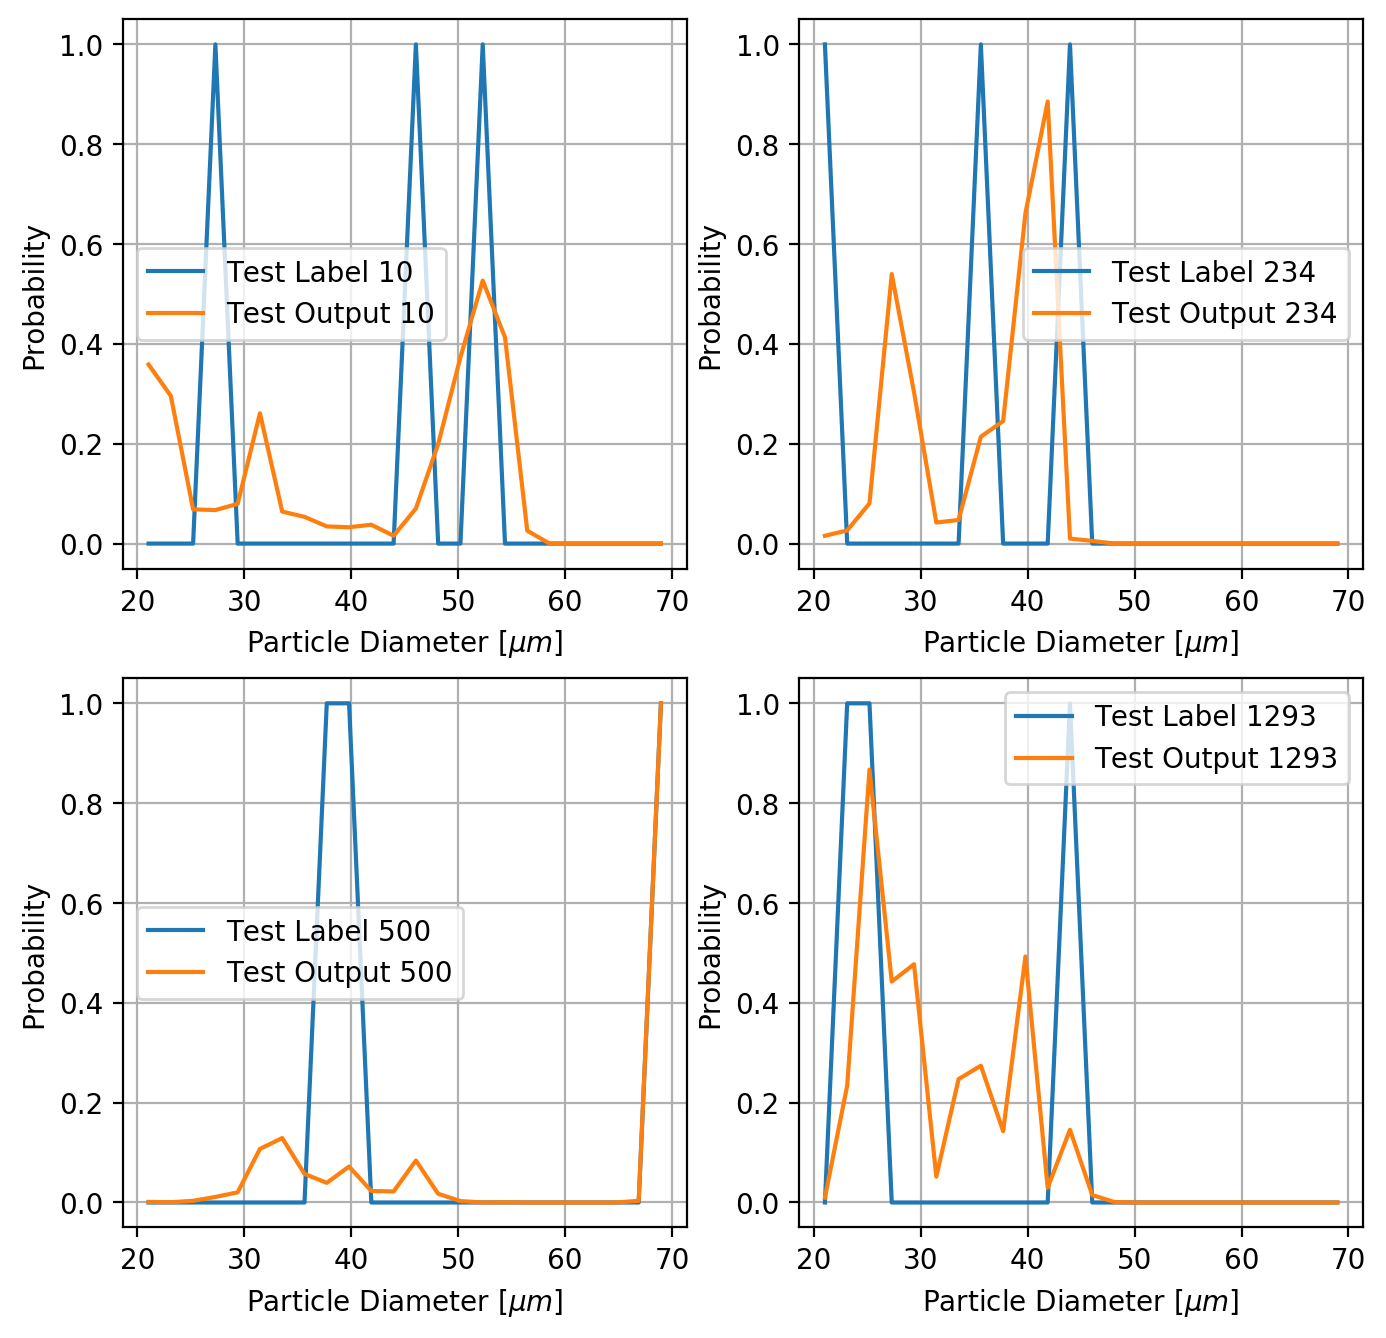 1.0
0.8
0.6
0.4
0.2
0.0
Probability
Test Label 10
Test Output 10
20 30 40 50 60 70
Particle Diameter [μm]
1.0
0.8
0.6
0.4
0.2
0.0
Probability
Test Label 234
Test Output 234
20 30 40 50 60 70
Particle Diameter [μm]
1.0
0.8
0.6
0.4
0.2
0.0
Probability
Test Label 500
Test Output 500
20 30 40 50 60 70
Particle Diameter [μm]
1.0
0.8
0.6
0.4
0.2
0.0
Probability
Test Label 1293
Test Output 1293
20 30 40 50 60 70
Particle Diameter [μm]